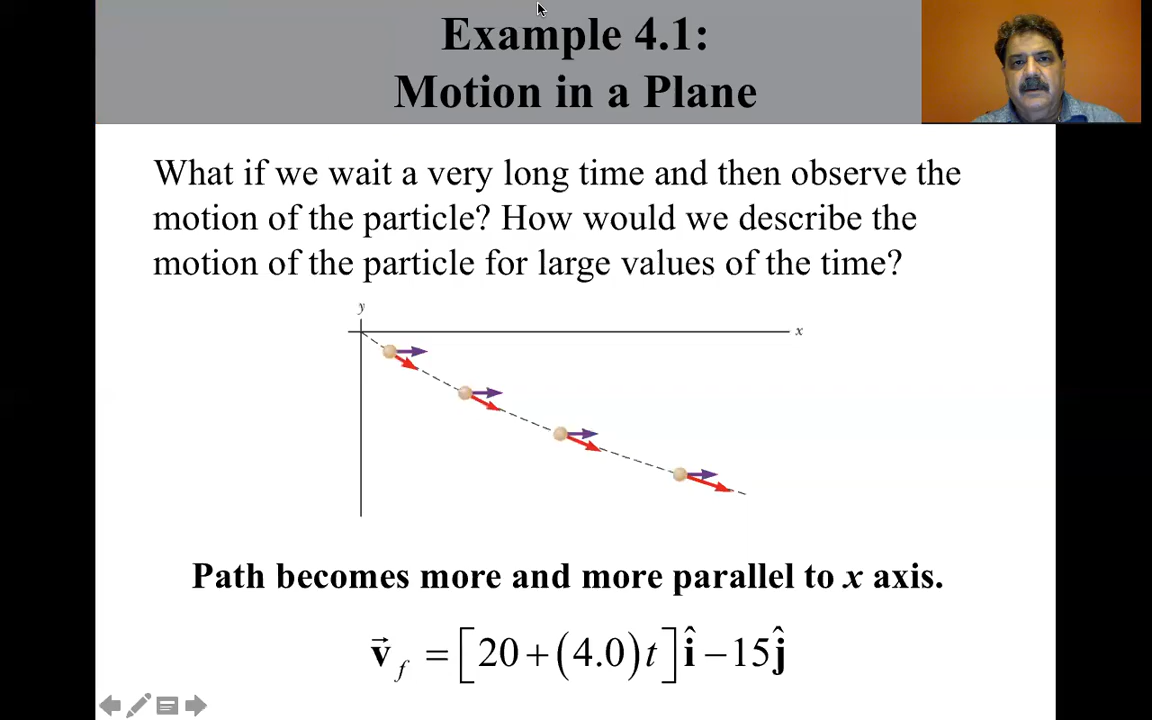 Example 4.1:
Motion in a Plane
What if we wait a very long time and then observe the
motion of the particle? How would we describe the
motion of the particle for large values of the time?
y
x
Path becomes more and more parallel to x axis.
v⃗_f = [20 + (4.0)t] î − 15 ĵ